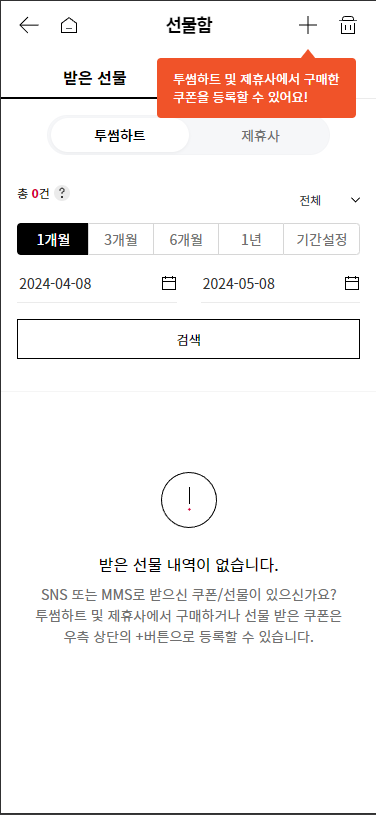 선물함
받은 선물
투썸하트 및 제휴사에서 구매한
쿠폰을 등록할 수 있어요!
투썸하트
제휴사
총 0건 ?
전체
1개월
3개월
6개월
1년
기간설정
2024-04-08
2024-05-08
검색
받은 선물 내역이 없습니다.
SNS 또는 MMS로 받으신 쿠폰/선물이 있으신가요?
투썸하트 및 제휴사에서 구매하거나 선물 받은 쿠폰은
우측 상단의 +버튼으로 등록할 수 있습니다.